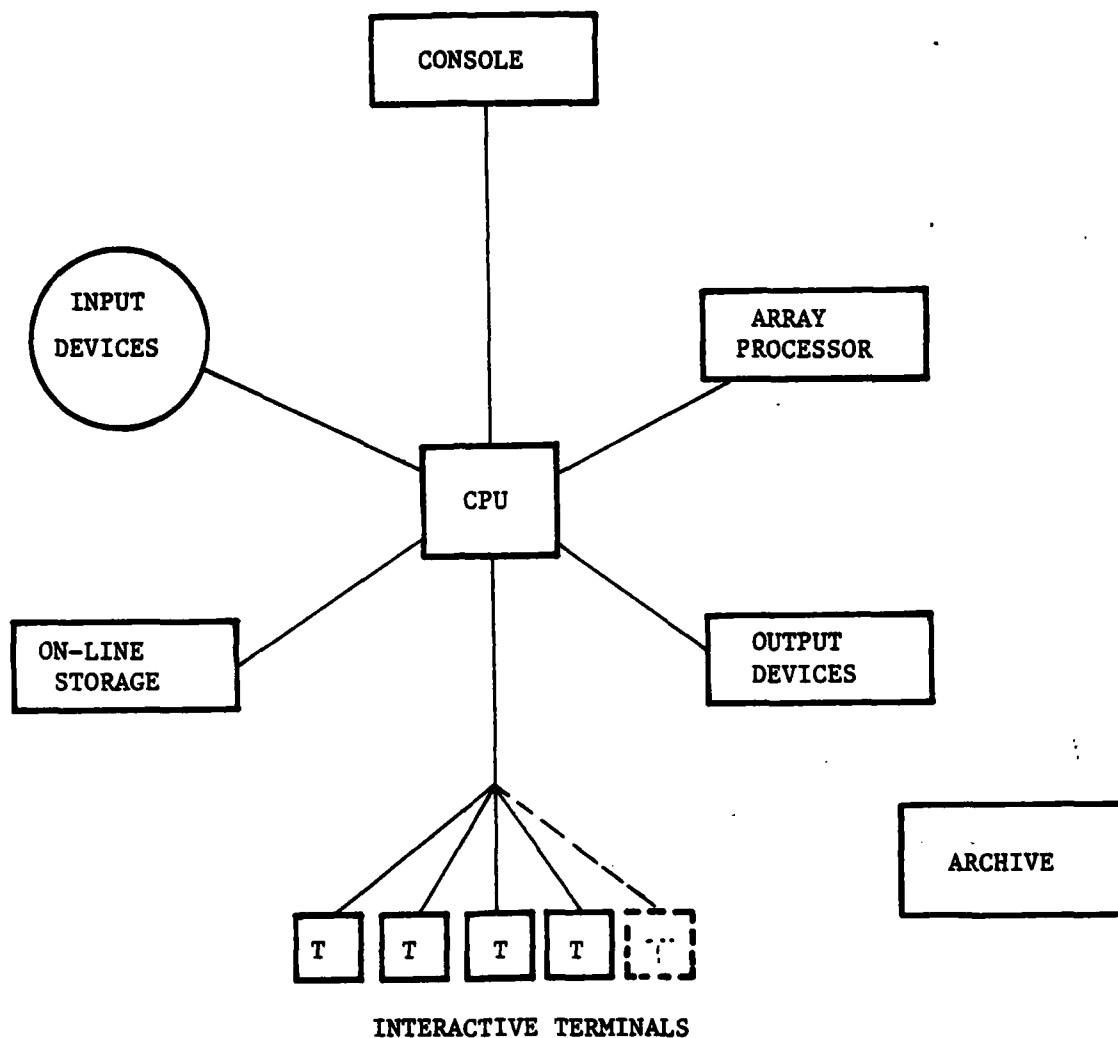 CONSOLE
INPUT
DEVICES
ARRAY
PROCESSOR
CPU
ON-LINE
STORAGE
OUTPUT
DEVICES
ARCHIVE
T T T T T
INTERACTIVE TERMINALS